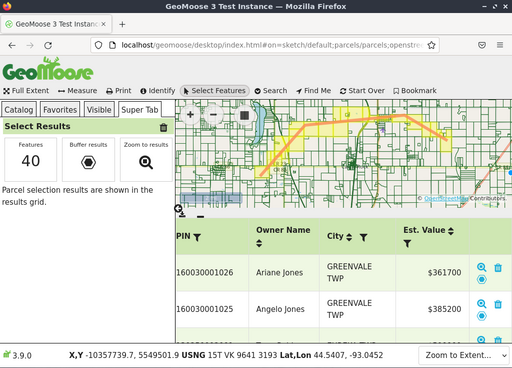 GeoMoose 3 Test Instance — Mozilla Firefox
GeoMoose 3 Test Instance
localhost/geomoose/desktop/index.html#on=sketch/default;parcels/parcels;openstre
GeoMoose
Full Extent Measure Print Identify Select Features Search Find Me Start Over Bookmark
Catalog Favorites Visible Super Tab
Select Results
Features Buffer results Zoom to results
40
Parcel selection results are shown in the
results grid.
© OpenStreetMap Contributors
PIN Owner Name City Est. Value
160030001026 Ariane Jones GREENVALE TWP $361700
160030001025 Angelo Jones GREENVALE TWP $385200
3.9.0 X,Y -10357739.7, 5549501.9 USNG 15T VK 9641 3193 Lat,Lon 44.5407, -93.0452 Zoom to Extent...